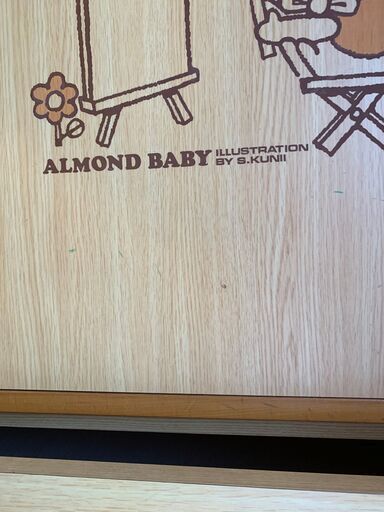 ALMOND BABY ILLUSTRATION
BY S.KUNII